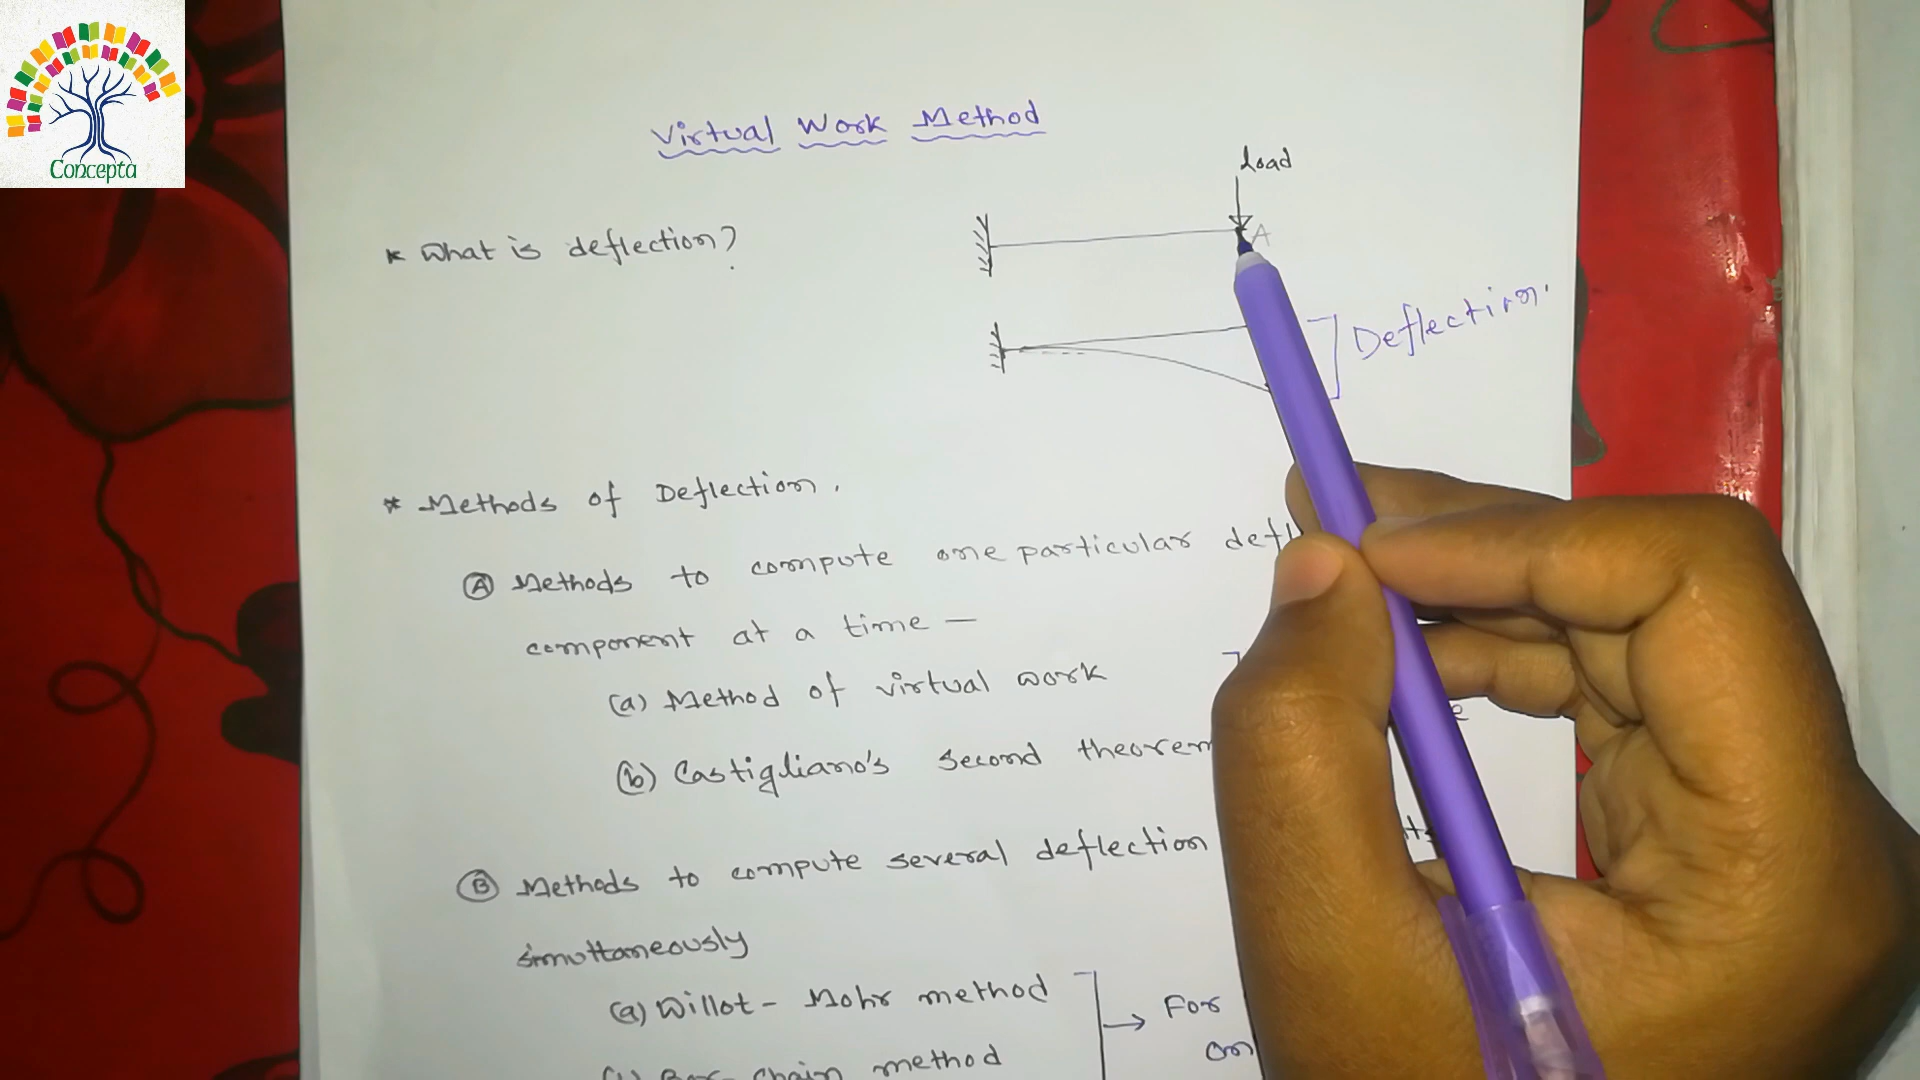 Concepta
Virtual Work Method
Load
* What is deflection?
A
Deflection.
* Methods of Deflection.
(A) Methods to compute one particular
component at a time —
(a) Method of virtual work
(b) Castigliano's second theorem
(B) Methods to compute several deflection
simultaneously
(a) Willot - Mohr method
→ For
chain method